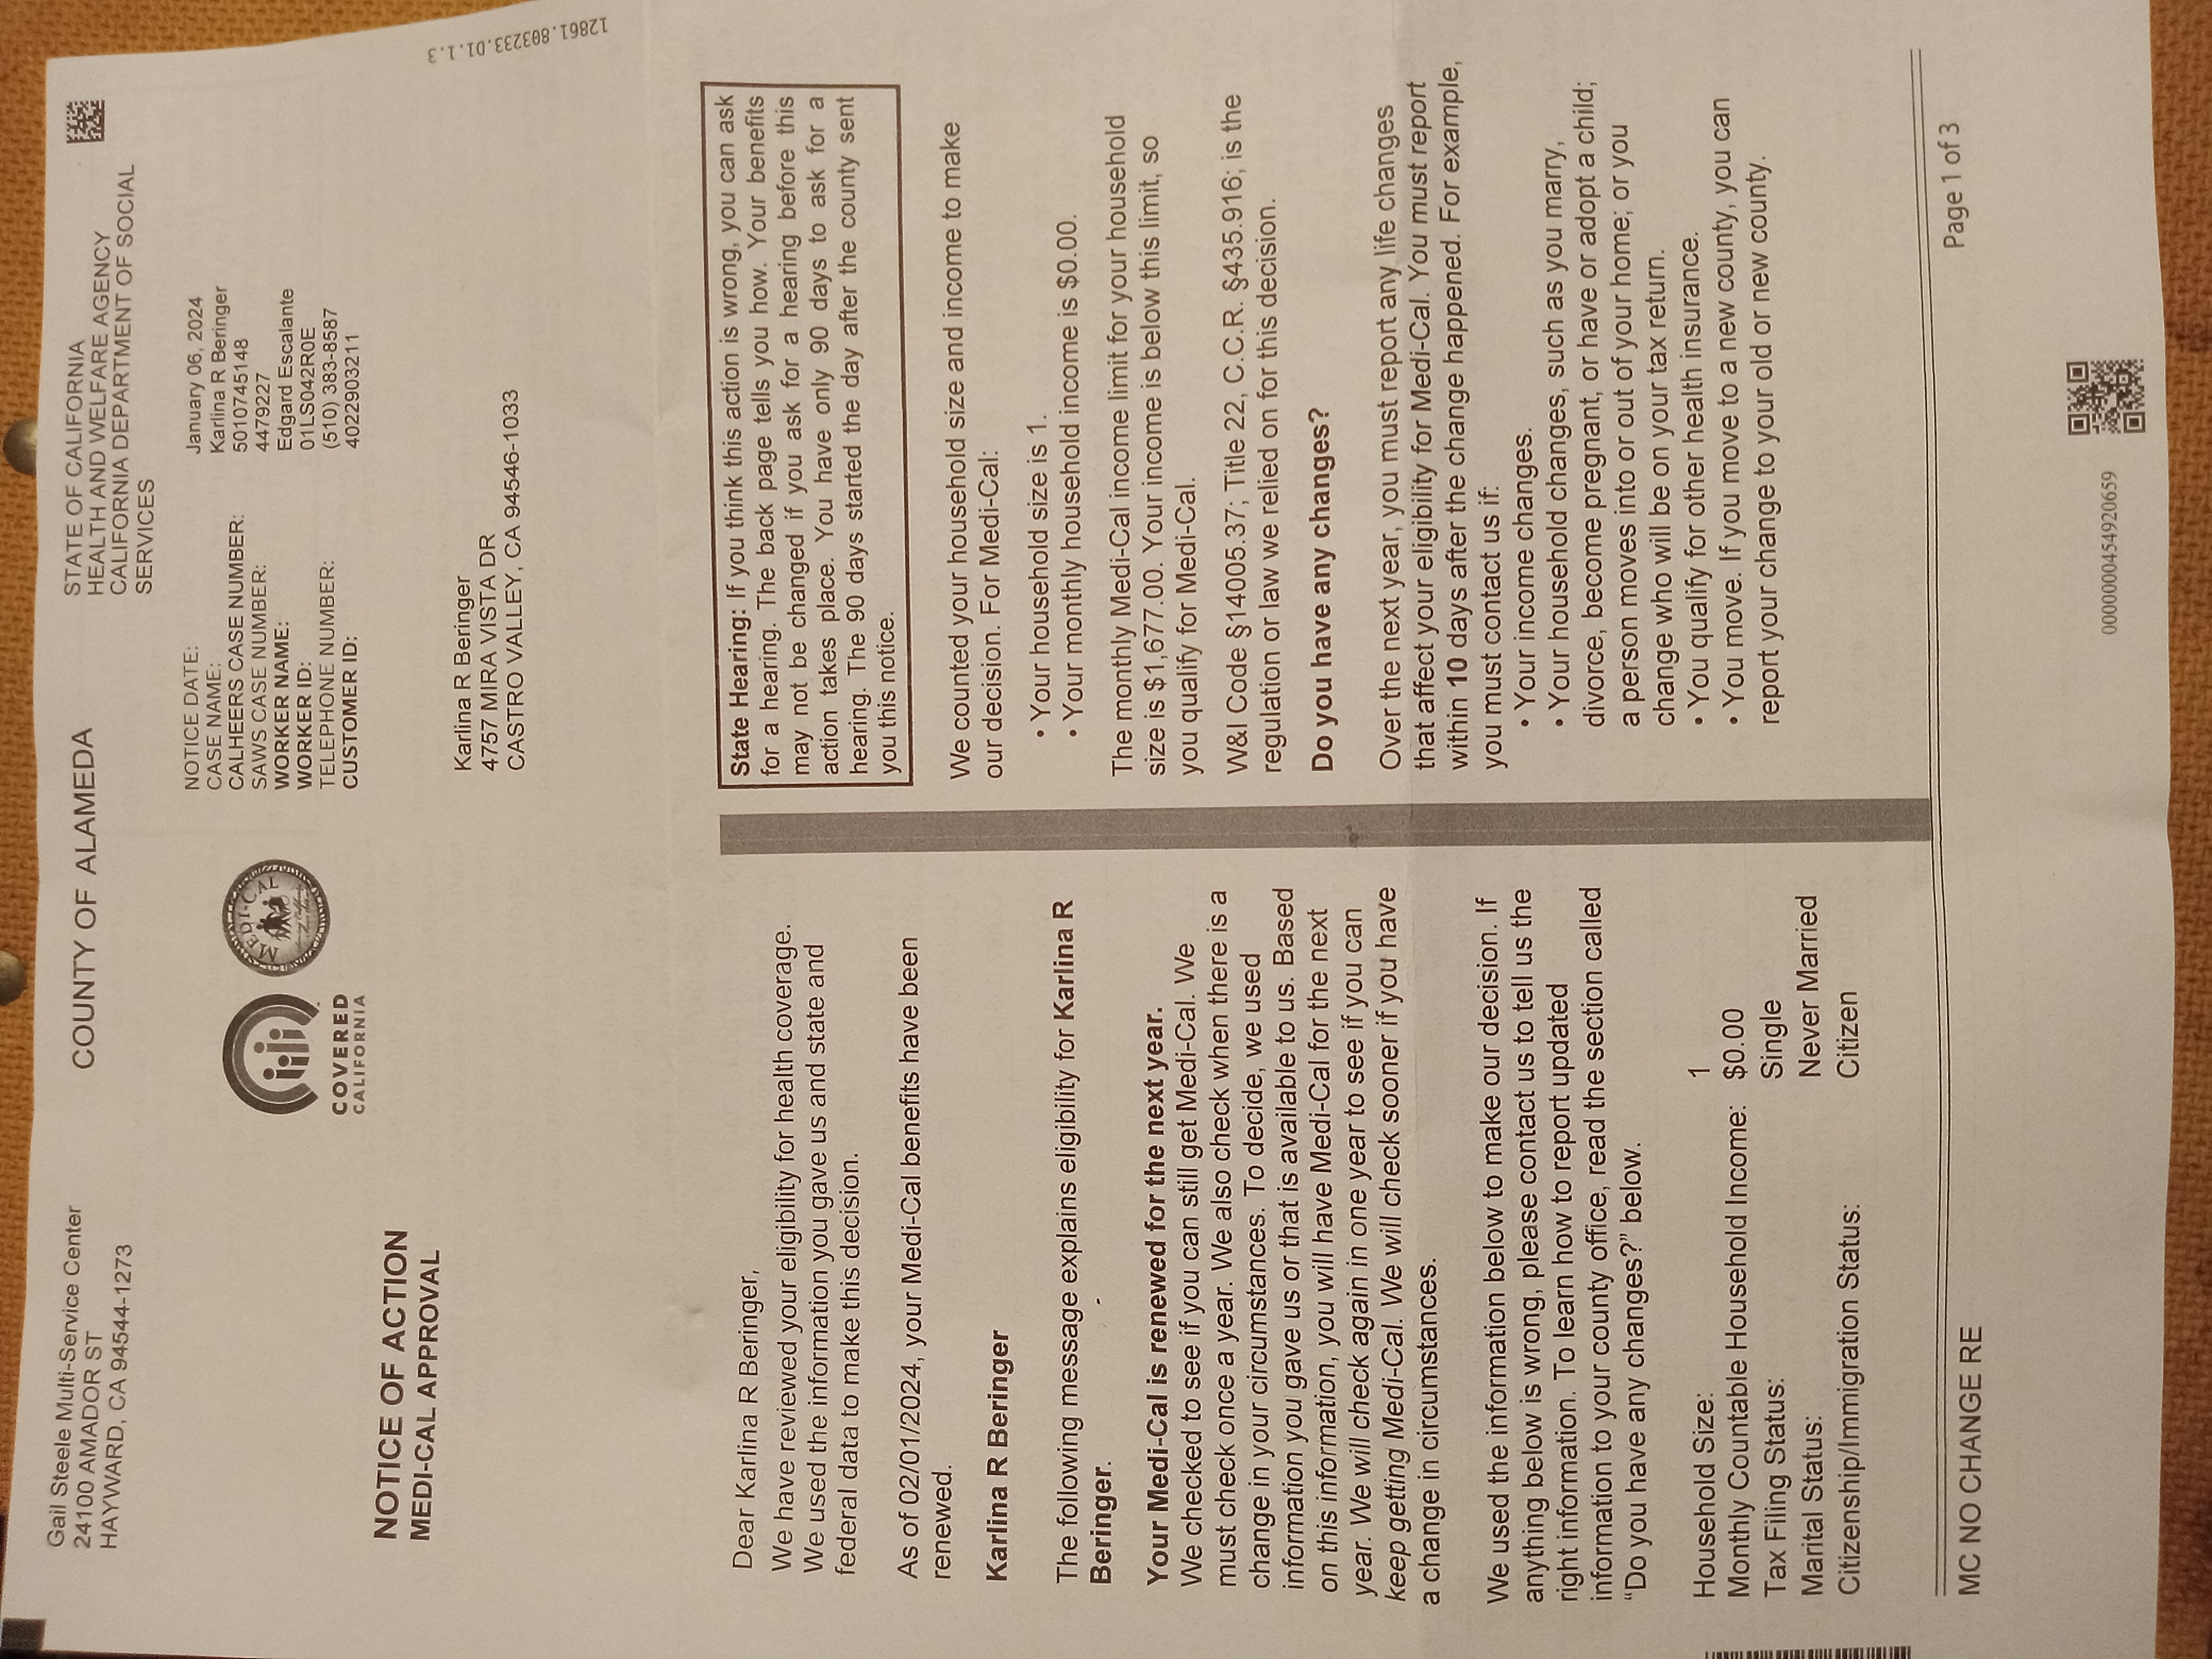 Gail Steele Multi-Service Center
24100 AMADOR ST
HAYWARD, CA 94544-1273
COUNTY OF ALAMEDA
STATE OF CALIFORNIA
HEALTH AND WELFARE AGENCY
CALIFORNIA DEPARTMENT OF SOCIAL
SERVICES
NOTICE DATE: January 06, 2024
CASE NAME: Karlina R Beringer
CALHEERS CASE NUMBER: 5010745148
SAWS CASE NUMBER: 4479227
WORKER NAME: Edgard Escalante
WORKER ID: 01LS042R0E
TELEPHONE NUMBER: (510) 383-8587
CUSTOMER ID: 4022903211
COVERED
CALIFORNIA
MEDI-CAL
NOTICE OF ACTION
MEDI-CAL APPROVAL
Karlina R Beringer
4757 MIRA VISTA DR
CASTRO VALLEY, CA 94546-1033
12861.803233.01.1.3
Dear Karlina R Beringer,
We have reviewed your eligibility for health coverage.
We used the information you gave us and state and
federal data to make this decision.
As of 02/01/2024, your Medi-Cal benefits have been
renewed.
Karlina R Beringer
The following message explains eligibility for Karlina R
Beringer.
Your Medi-Cal is renewed for the next year.
We checked to see if you can still get Medi-Cal. We
must check once a year. We also check when there is a
change in your circumstances. To decide, we used
information you gave us or that is available to us. Based
on this information, you will have Medi-Cal for the next
year. We will check again in one year to see if you can
keep getting Medi-Cal. We will check sooner if you have
a change in circumstances.
We used the information below to make our decision. If
anything below is wrong, please contact us to tell us the
right information. To learn how to report updated
information to your county office, read the section called
“Do you have any changes?” below.
Household Size: 1
Monthly Countable Household Income: $0.00
Tax Filing Status: Single
Marital Status: Never Married
Citizenship/Immigration Status: Citizen
State Hearing: If you think this action is wrong, you can ask
for a hearing. The back page tells you how. Your benefits
may not be changed if you ask for a hearing before this
action takes place. You have only 90 days to ask for a
hearing. The 90 days started the day after the county sent
you this notice.
We counted your household size and income to make
our decision. For Medi-Cal:
• Your household size is 1.
• Your monthly household income is $0.00.
The monthly Medi-Cal income limit for your household
size is $1,677.00. Your income is below this limit, so
you qualify for Medi-Cal.
W&I Code §14005.37; Title 22, C.C.R. §435.916; is the
regulation or law we relied on for this decision.
Do you have any changes?
Over the next year, you must report any life changes
that affect your eligibility for Medi-Cal. You must report
within 10 days after the change happened. For example,
you must contact us if:
• Your income changes.
• Your household changes, such as you marry,
divorce, become pregnant, or have or adopt a child;
a person moves into or out of your home; or you
change who will be on your tax return.
• You qualify for other health insurance.
• You move. If you move to a new county, you can
report your change to your old or new county.
MC NO CHANGE RE
Page 1 of 3
0000000454920659